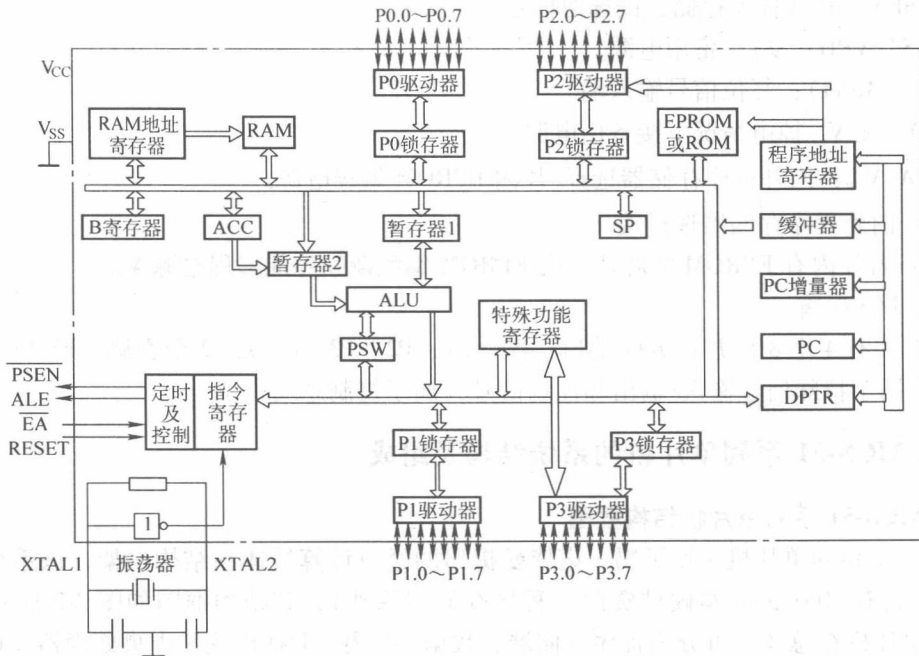 P0.0～P0.7
P2.0～P2.7
VCC
P0驱动器
P2驱动器
VSS
RAM地址
寄存器
RAM
P0锁存器
P2锁存器
EPROM
或ROM
程序地址
寄存器
B寄存器
ACC
暂存器1
SP
缓冲器
暂存器2
PC增量器
ALU
特殊功能
寄存器
PSW
PC
PSEN
ALE
EA
RESET
定时
及
控制
指令
寄存
器
DPTR
P1锁存器
P3锁存器
1
P1驱动器
P3驱动器
XTAL1
振荡器
XTAL2
P1.0～P1.7
P3.0～P3.7